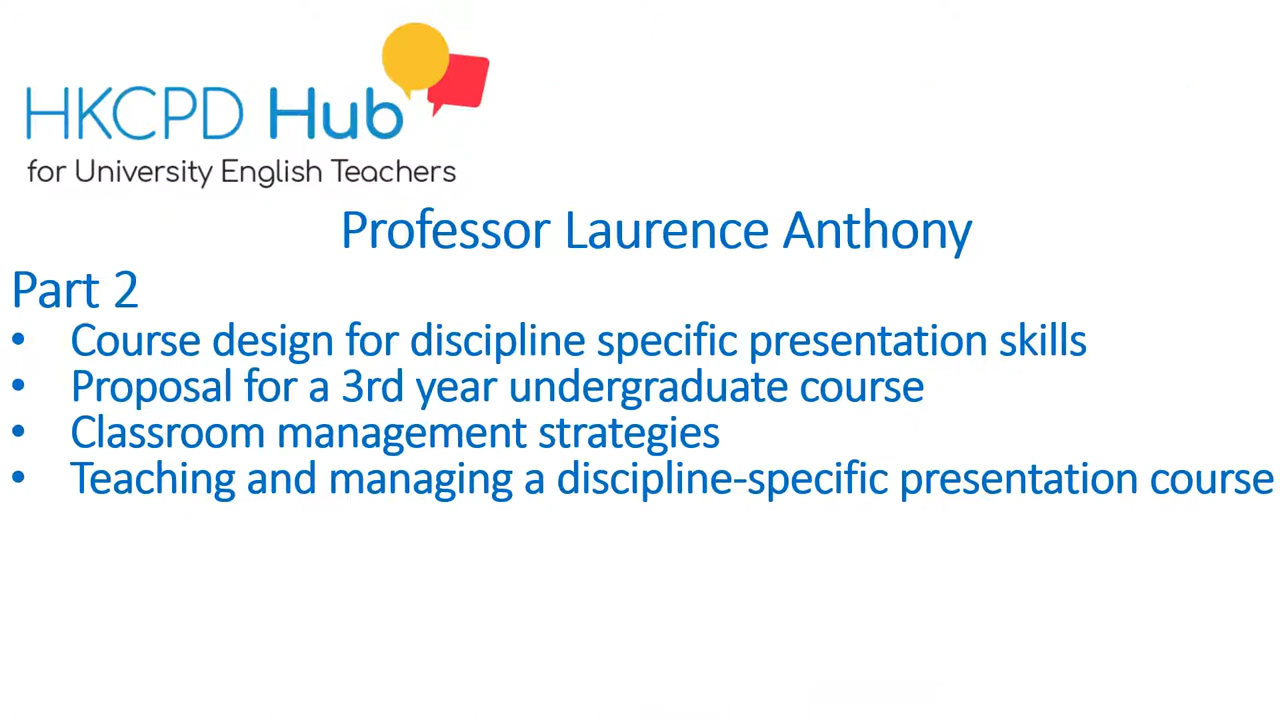 HKCPD Hub
for University English Teachers
Professor Laurence Anthony
Part 2
• Course design for discipline specific presentation skills
• Proposal for a 3rd year undergraduate course
• Classroom management strategies
• Teaching and managing a discipline-specific presentation course